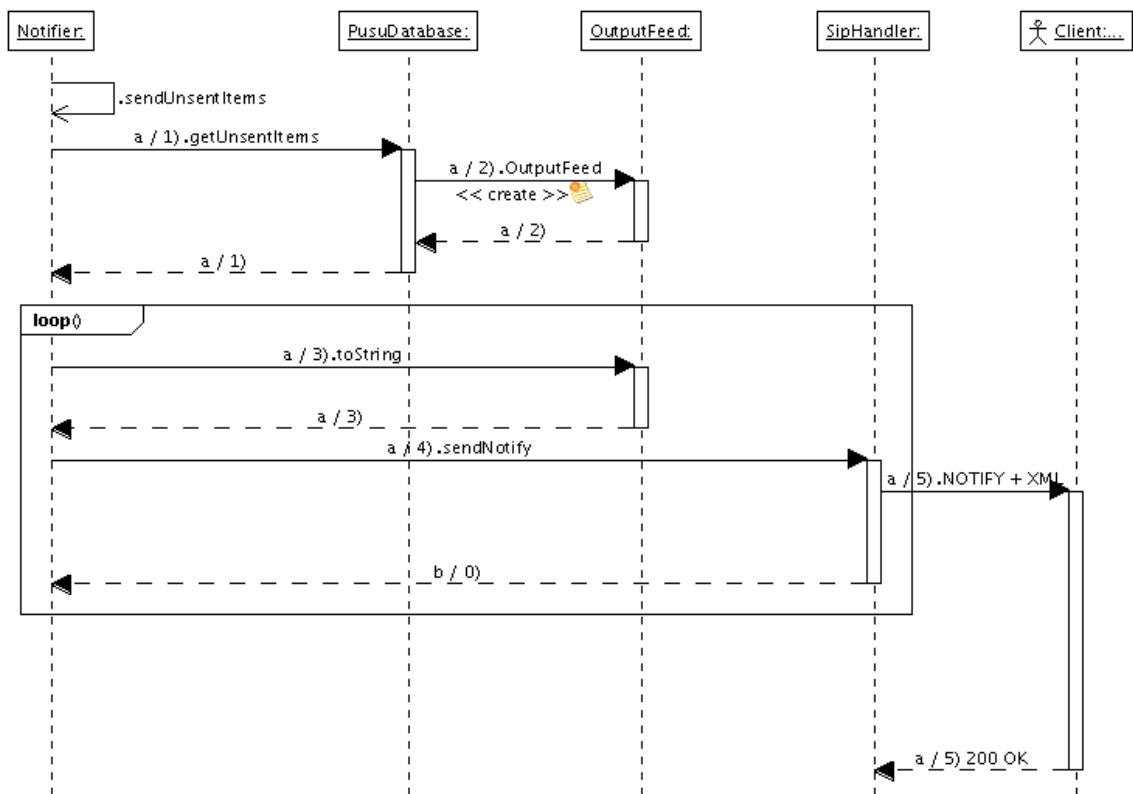 Notifier:
PusuDatabase:
OutputFeed:
SipHandler:
Client:...
.sendUnsentItems
a / 1).getUnsentItems
a / 2).OutputFeed
<< create >>
a / 2)
a / 1)
loop()
a / 3).toString
a / 3)
a / 4).sendNotify
a / 5).NOTIFY + XML
b / 0)
a / 5) 200 OK